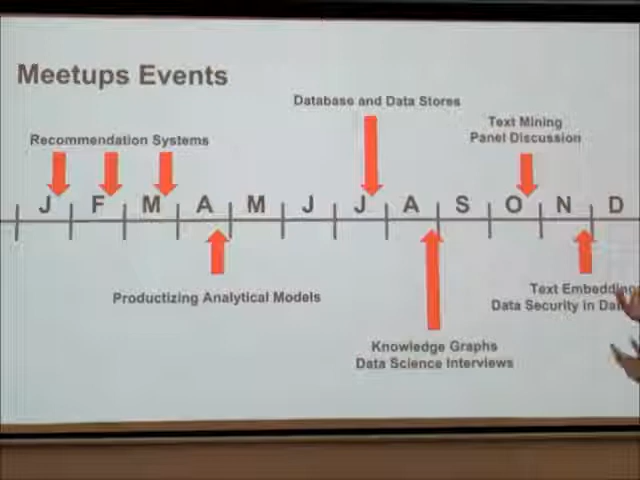 Meetups Events
Database and Data Stores
Text Mining
Panel Discussion
Recommendation Systems
J F M A M J J A S O N D
Productizing Analytical Models
Text
Data Security in
Knowledge Graphs
Data Science Interviews